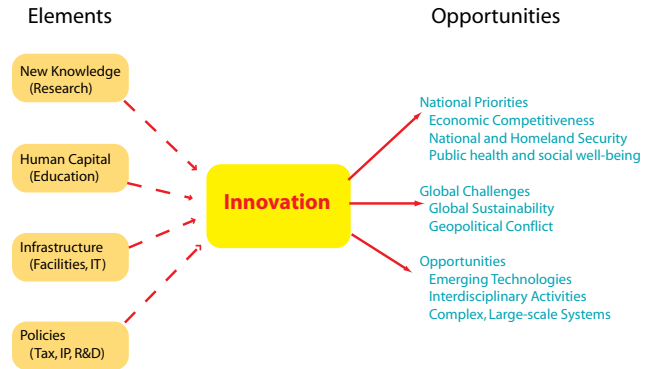 Elements
Opportunities
New Knowledge
(Research)
Human Capital
(Education)
Infrastructure
(Facilities, IT)
Policies
(Tax, IP, R&D)
Innovation
National Priorities
Economic Competitiveness
National and Homeland Security
Public health and social well-being
Global Challenges
Global Sustainability
Geopolitical Conflict
Opportunities
Emerging Technologies
Interdisciplinary Activities
Complex, Large-scale Systems